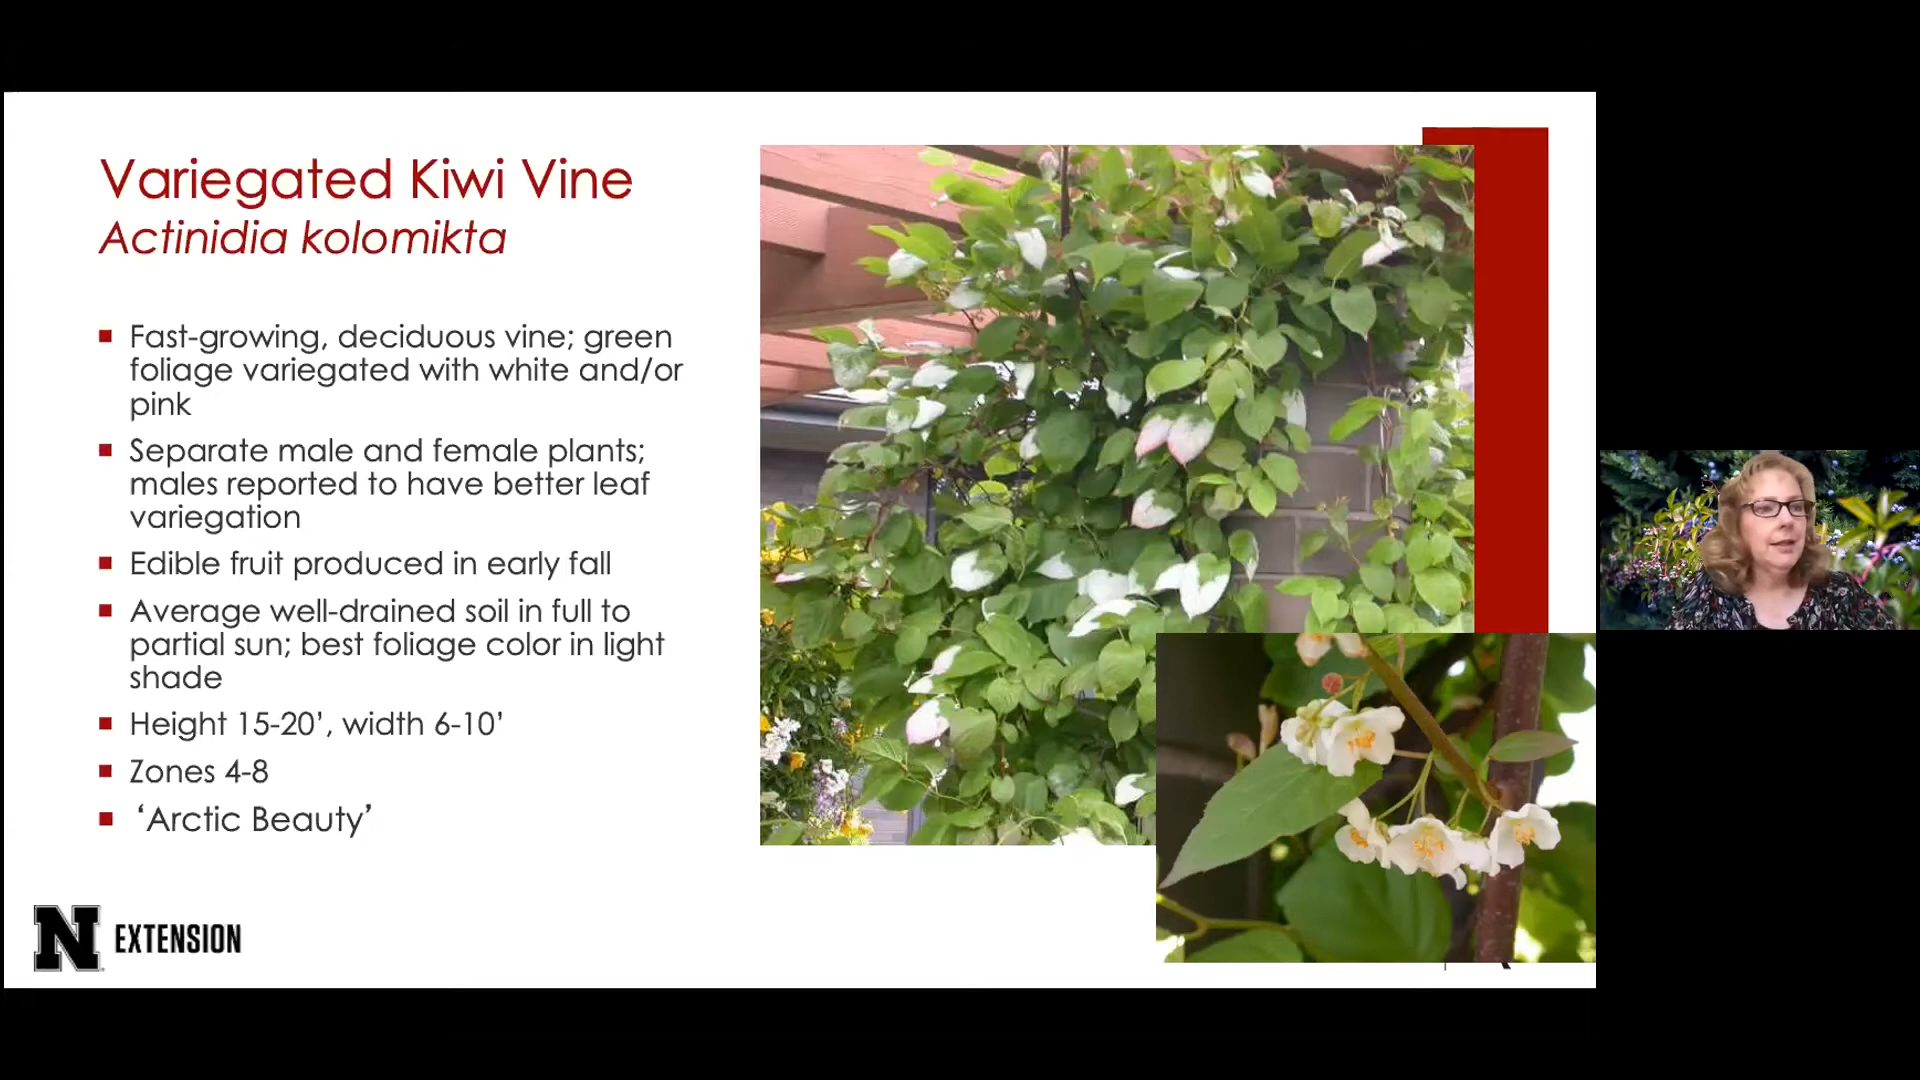 Variegated Kiwi Vine
Actinidia kolomikta
Fast-growing, deciduous vine; green
foliage variegated with white and/or
pink
Separate male and female plants;
males reported to have better leaf
variegation
Edible fruit produced in early fall
Average well-drained soil in full to
partial sun; best foliage color in light
shade
Height 15-20’, width 6-10’
Zones 4-8
‘Arctic Beauty’
N EXTENSION